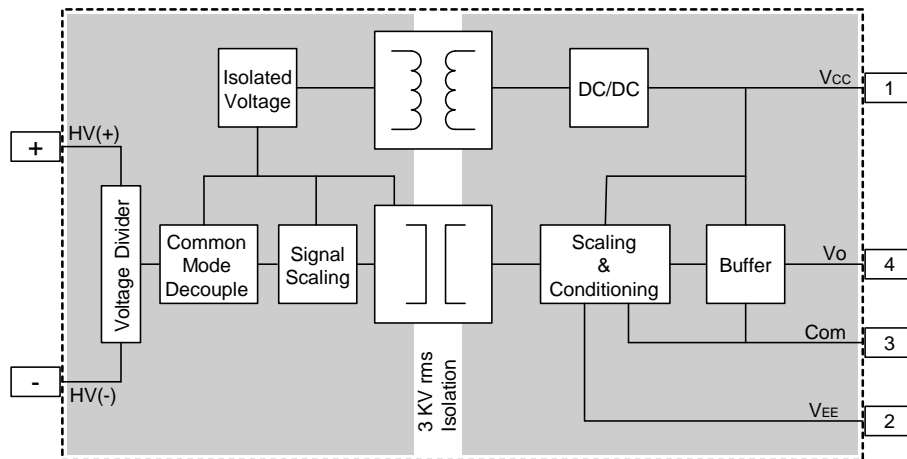 Isolated
Voltage
DC/DC
VCC
1
+
HV(+)
Voltage Divider
Common
Mode
Decouple
Signal
Scaling
Scaling
&
Conditioning
Buffer
Vo
4
Com
3
-
HV(-)
3 KV rms
Isolation
VEE
2